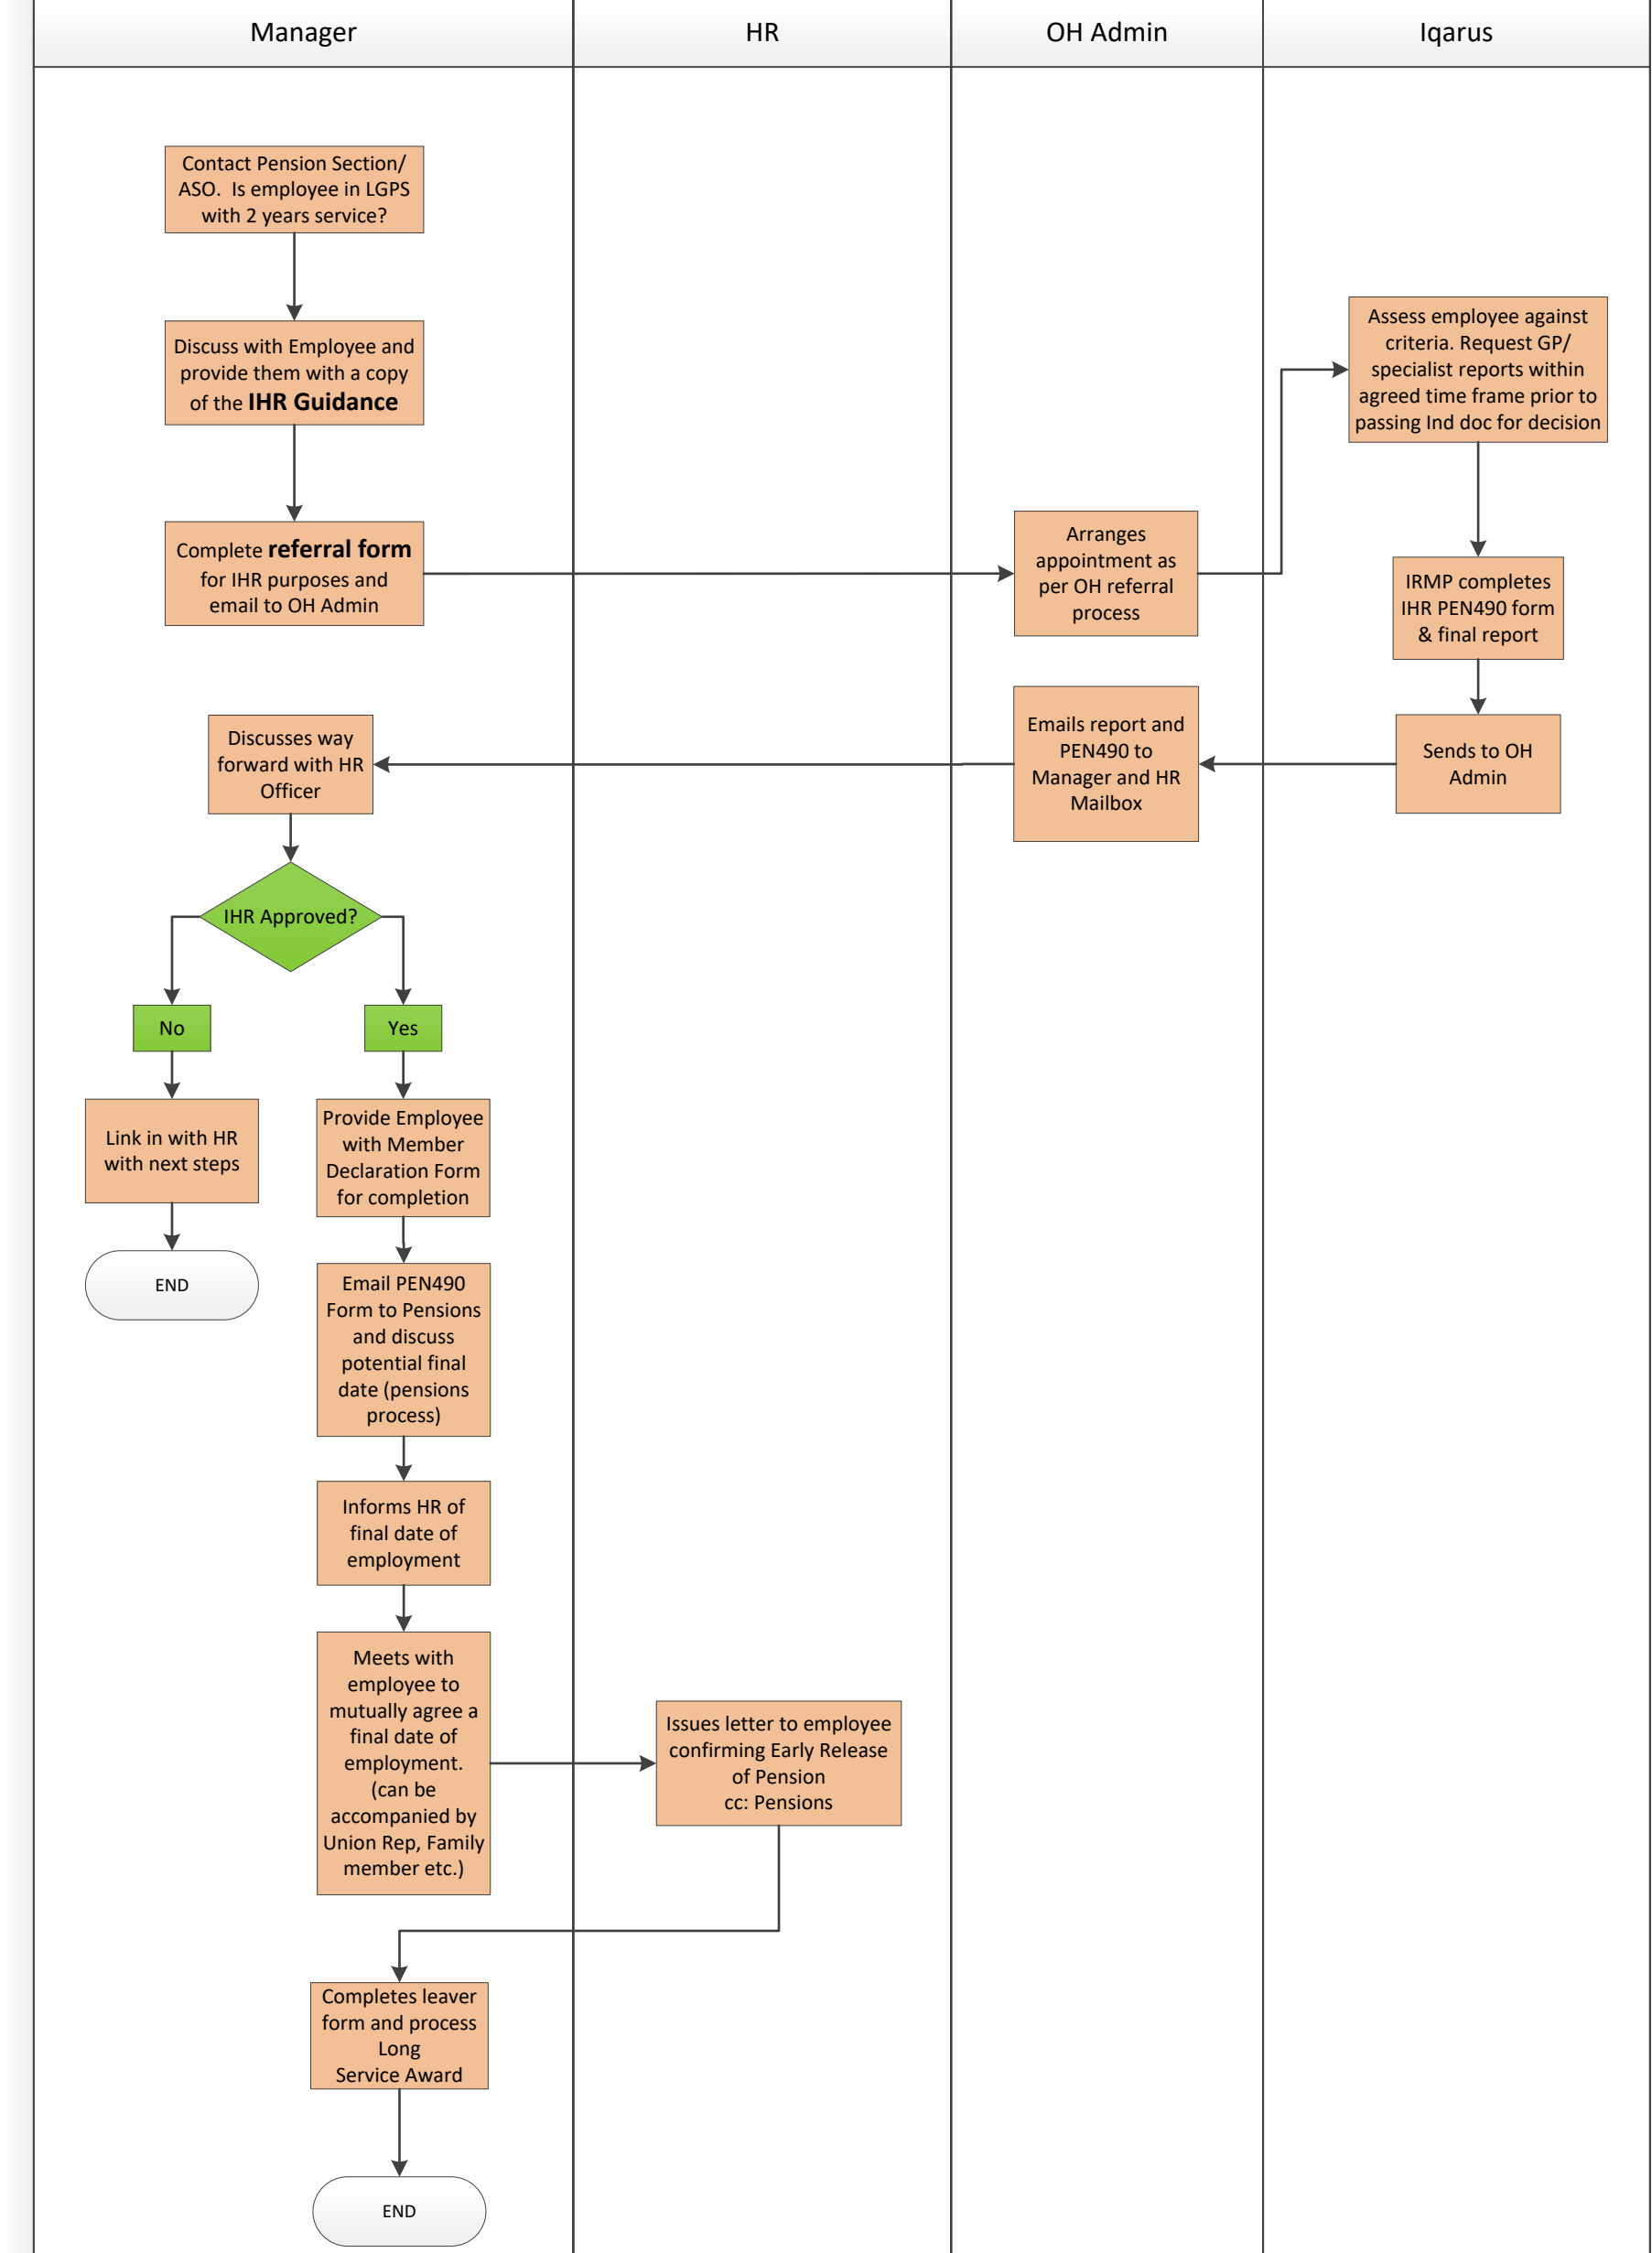 Manager
HR
OH Admin
Iqarus
Contact Pension Section/
ASO.  Is employee in LGPS
with 2 years service?
Discuss with Employee and
provide them with a copy
of the IHR Guidance
Complete referral form
for IHR purposes and
email to OH Admin
Arranges
appointment as
per OH referral
process
Assess employee against
criteria. Request GP/
specialist reports within
agreed time frame prior to
passing Ind doc for decision
IRMP completes
IHR PEN490 form
& final report
Sends to OH
Admin
Emails report and
PEN490 to
Manager and HR
Mailbox
Discusses way
forward with HR
Officer
IHR Approved?
No
Yes
Link in with HR
with next steps
END
Provide Employee
with Member
Declaration Form
for completion
Email PEN490
Form to Pensions
and discuss
potential final
date (pensions
process)
Informs HR of
final date of
employment
Meets with
employee to
mutually agree a
final date of
employment.
(can be
accompanied by
Union Rep, Family
member etc.)
Issues letter to employee
confirming Early Release
of Pension
cc: Pensions
Completes leaver
form and process
Long
Service Award
END